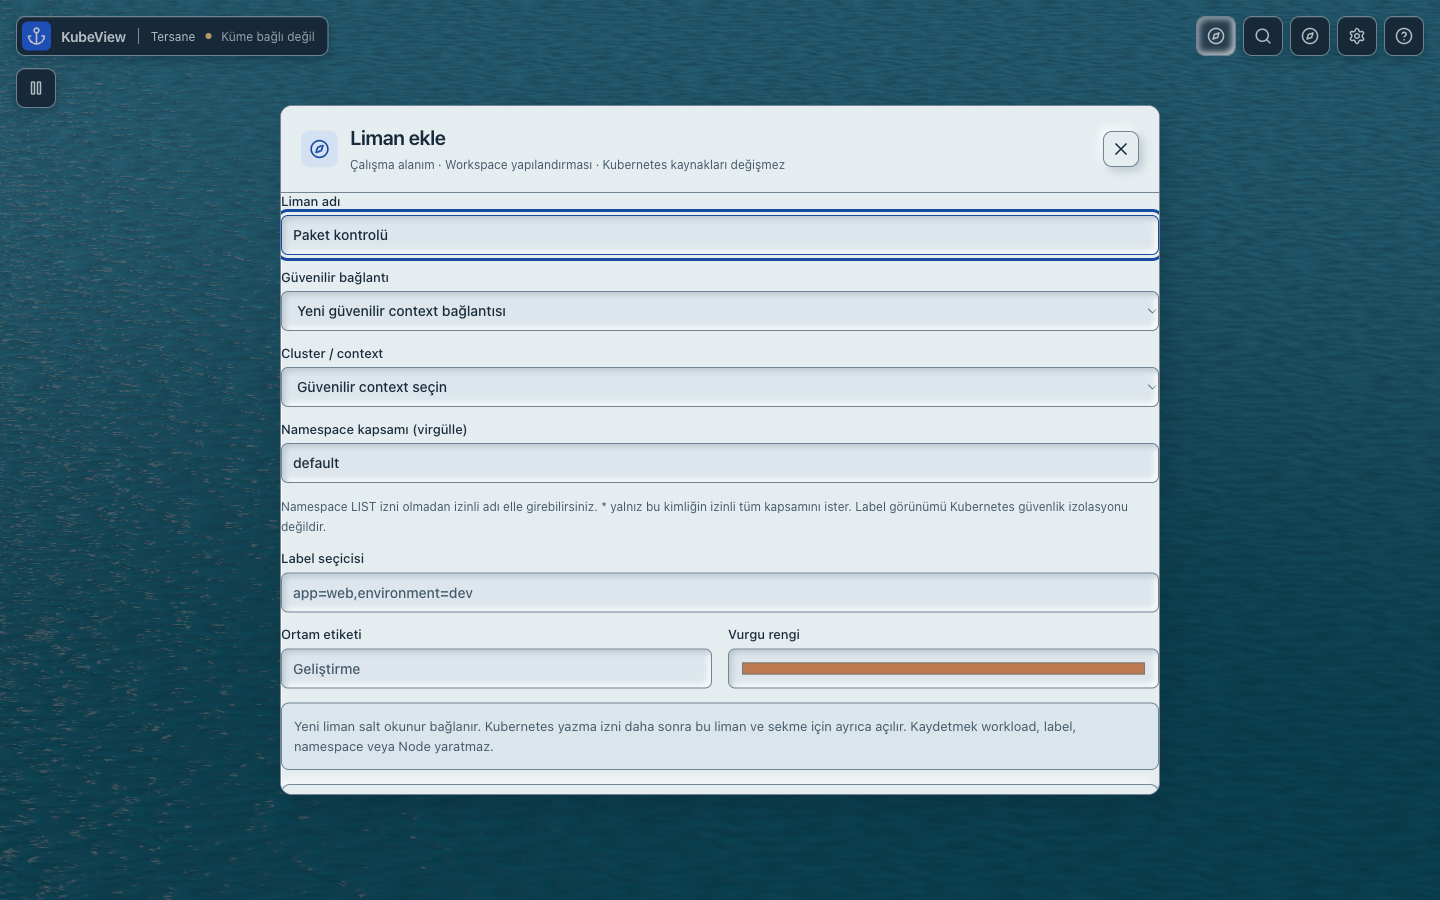 KubeView
Tersane
Küme bağlı değil
Liman ekle
Çalışma alanım · Workspace yapılandırması · Kubernetes kaynakları değişmez
Liman adı
Paket kontrolü
Güvenilir bağlantı
Yeni güvenilir context bağlantısı
Cluster / context
Güvenilir context seçin
Namespace kapsamı (virgülle)
default
Namespace LIST izni olmadan izinli adı elle girebilirsiniz. * yalnız bu kimliğin izinli tüm kapsamını ister. Label görünümü Kubernetes güvenlik izolasyonu
değildir.
Label seçicisi
app=web,environment=dev
Ortam etiketi
Vurgu rengi
Geliştirme
Yeni liman salt okunur bağlanır. Kubernetes yazma izni daha sonra bu liman ve sekme için ayrıca açılır. Kaydetmek workload, label,
namespace veya Node yaratmaz.